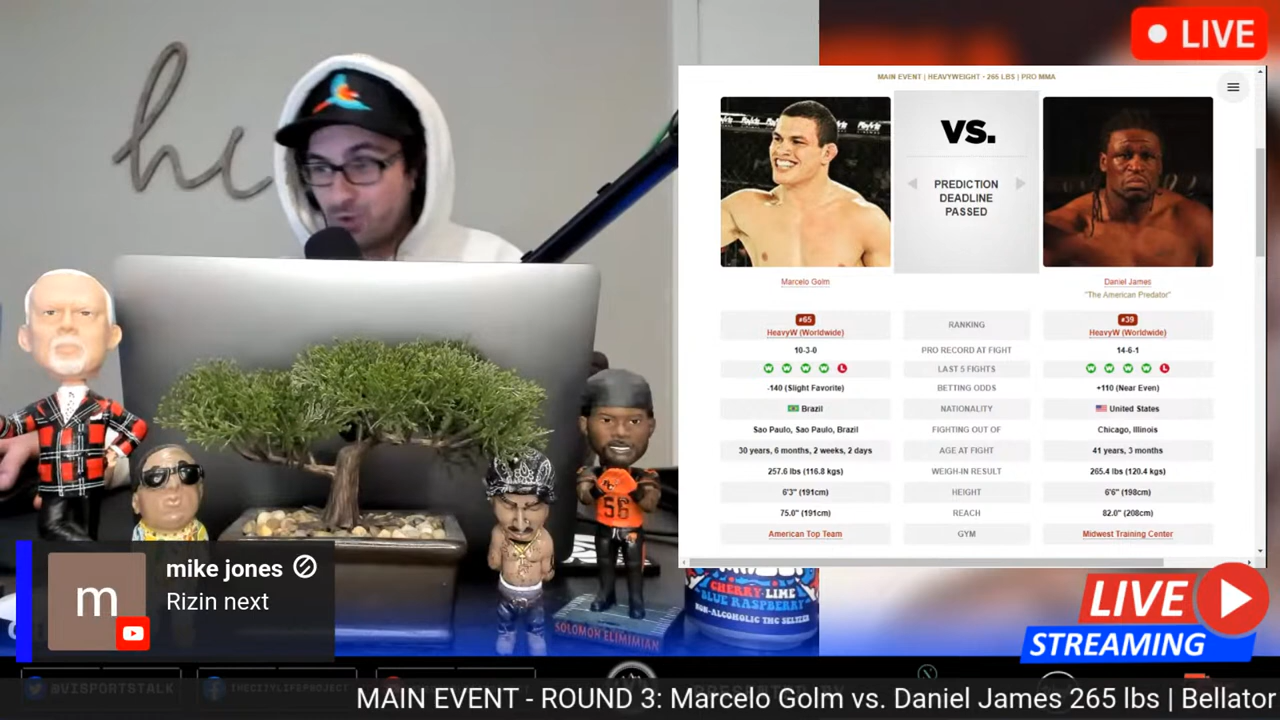 hi
LIVE
MAIN EVENT | HEAVYWEIGHT - 265 LBS | PRO MMA
VS.
PREDICTION
DEADLINE
PASSED
Marcelo Golm
Daniel James
"The American Predator"
#65
HeavyW (Worldwide)
RANKING
#39
HeavyW (Worldwide)
10-3-0
PRO RECORD AT FIGHT
14-6-1
W W W W L
LAST 5 FIGHTS
W W W W L
-140 (Slight Favorite)
BETTING ODDS
+110 (Near Even)
Brazil
NATIONALITY
United States
Sao Paulo, Sao Paulo, Brazil
FIGHTING OUT OF
Chicago, Illinois
30 years, 6 months, 2 weeks, 2 days
AGE AT FIGHT
41 years, 3 months
257.6 lbs (116.8 kgs)
WEIGH-IN RESULT
265.4 lbs (120.4 kgs)
6'3" (191cm)
HEIGHT
6'6" (198cm)
75.0" (191cm)
REACH
82.0" (208cm)
American Top Team
GYM
Midwest Training Center
56
m
mike jones
Rizin next
CHERRY-LIME
BLUE RASPBERRY
NON-ALCOHOLIC THC SELTZER
SOLOMON ELIMIMIAN
LIVE
STREAMING
@VISPORTSTALK
THECITYLIFEPROJECT
MAIN EVENT - ROUND 3: Marcelo Golm vs. Daniel James 265 lbs | Bellator